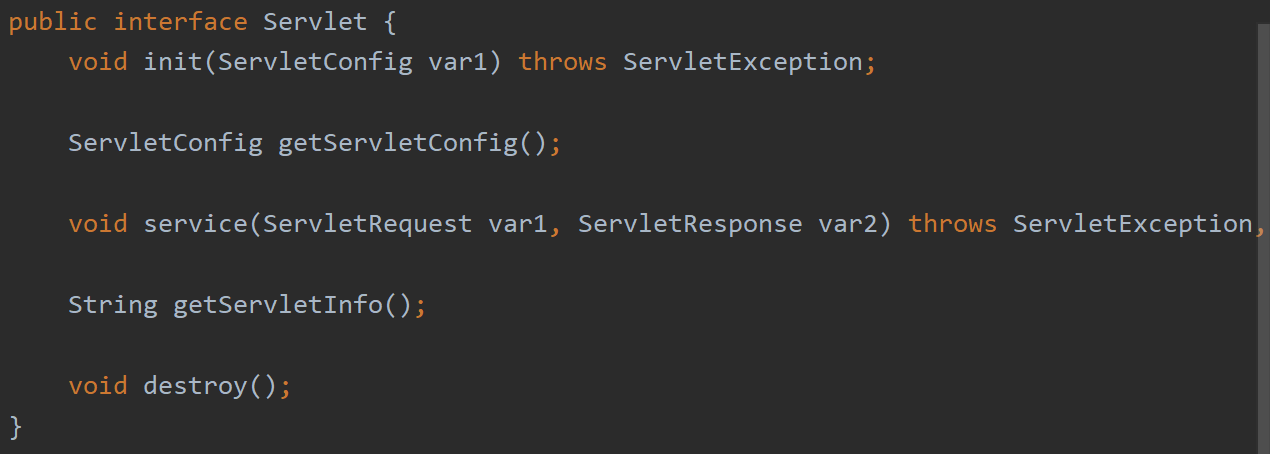 public interface Servlet {
void init(ServletConfig var1) throws ServletException;
ServletConfig getServletConfig();
void service(ServletRequest var1, ServletResponse var2) throws ServletException,
String getServletInfo();
void destroy();
}